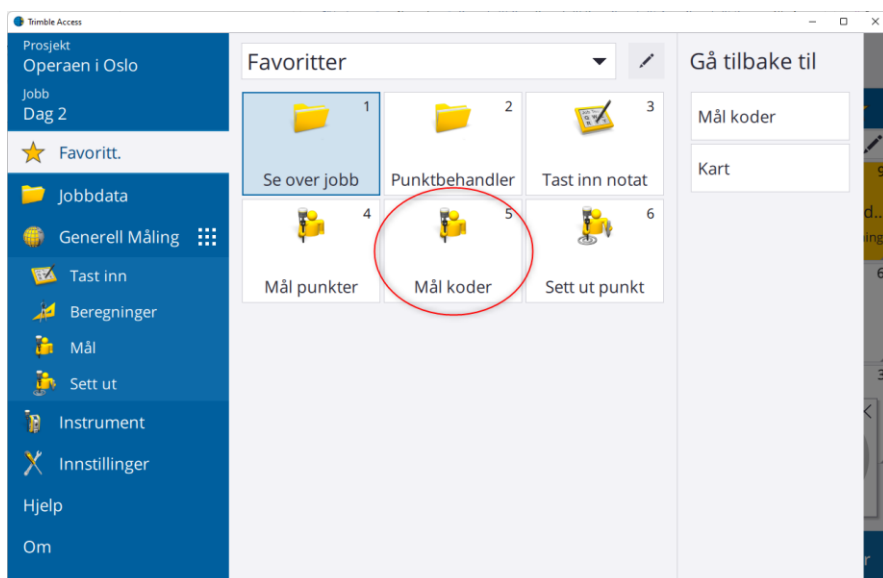 Trimble Access
Prosjekt
Operaen i Oslo
Jobb
Dag 2
Favoritt.
Jobbdata
Generell Måling
Tast inn
Beregninger
Mål
Sett ut
Instrument
Innstillinger
Hjelp
Om
Favoritter
1
Se over jobb
2
Punktbehandler
3
Tast inn notat
4
Mål punkter
5
Mål koder
6
Sett ut punkt
Gå tilbake til
Mål koder
Kart